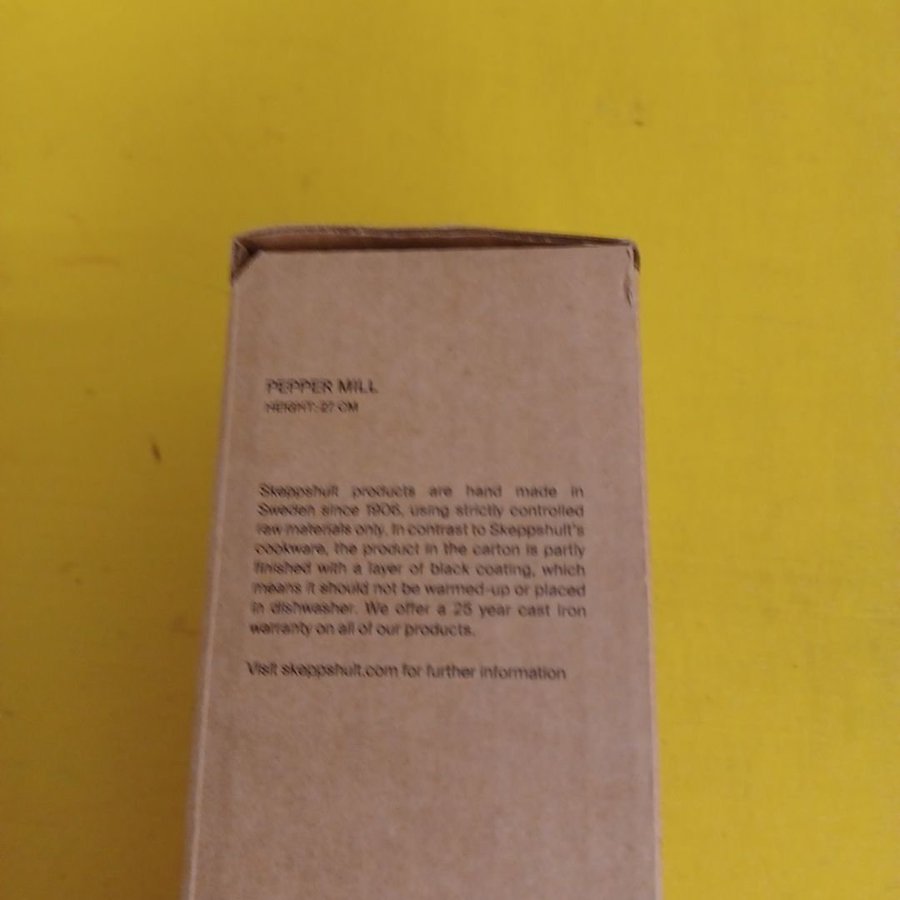 PEPPER MILL
HEIGHT: 27 CM
Skeppshult products are hand made in
Sweden since 1906, using strictly controlled
raw materials only. In contrast to Skeppshult's
cookware, the product in the carton is partly
finished with a layer of black coating, which
means it should not be warmed-up or placed
in dishwasher. We offer a 25 year cast iron
warranty on all of our products.
Visit skeppshult.com for further information